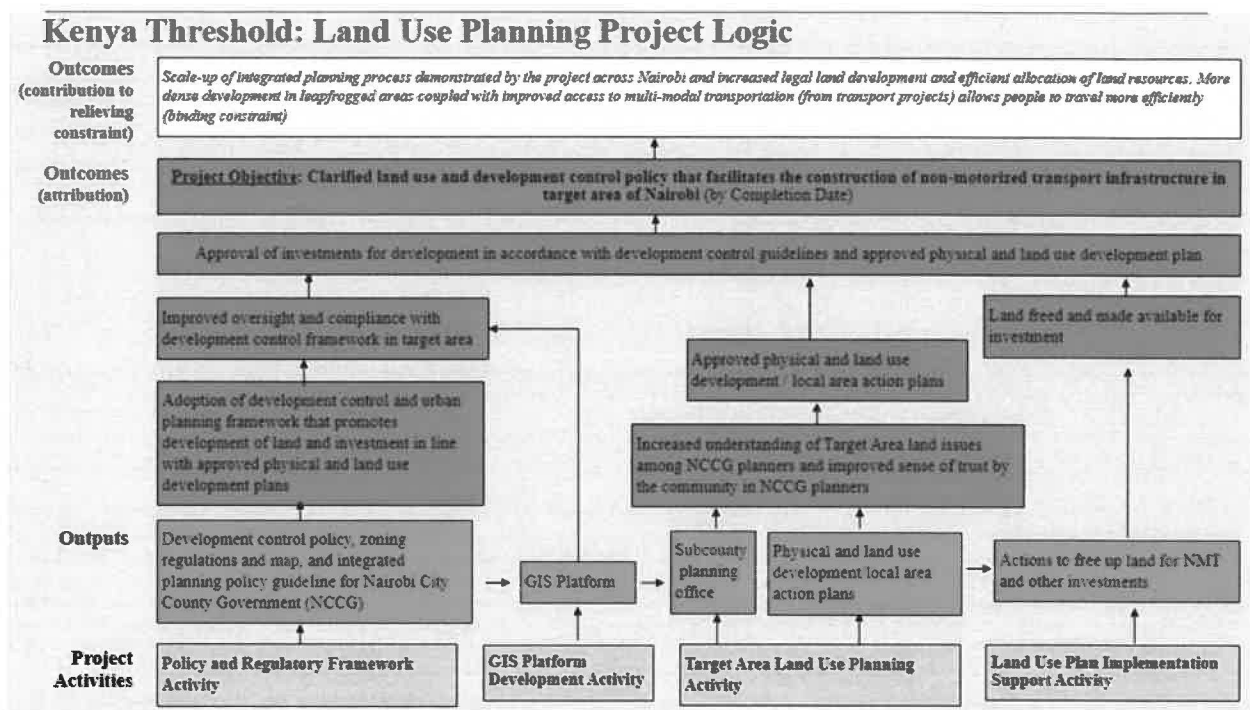 Kenya Threshold: Land Use Planning Project Logic
Outcomes
(contribution to
relieving
constraint)
Scale-up of integrated planning process demonstrated by the project across Nairobi and increased legal land development and efficient allocation of land resources. More
dense development in leapfrogged areas coupled with improved access to multi-modal transportation (from transport projects) allows people to travel more efficiently
(binding constraint)
Outcomes
(attribution)
Project Objective: Clarified land use and development control policy that facilitates the construction of non-motorized transport infrastructure in
target area of Nairobi (by Completion Date)
Approval of investments for development in accordance with development control guidelines and approved physical and land use development plan
Improved oversight and compliance with
development control framework in target area
Land freed and made available for
investment
Approved physical and land use
development / local area action plans
Adoption of development control and urban
planning framework that promotes
development of land and investment in line
with approved physical and land use
development plans
Increased understanding of Target Area land issues
among NCCG planners and improved sense of trust by
the community in NCCG planners
Outputs
Development control policy, zoning
regulations and map, and integrated
planning policy guideline for Nairobi City
County Government (NCCG)
GIS Platform
Subcounty
planning
office
Physical and land use
development local area
action plans
Actions to free up land for NMT
and other investments
Project
Activities
Policy and Regulatory Framework
Activity
GIS Platform
Development Activity
Target Area Land Use Planning
Activity
Land Use Plan Implementation
Support Activity